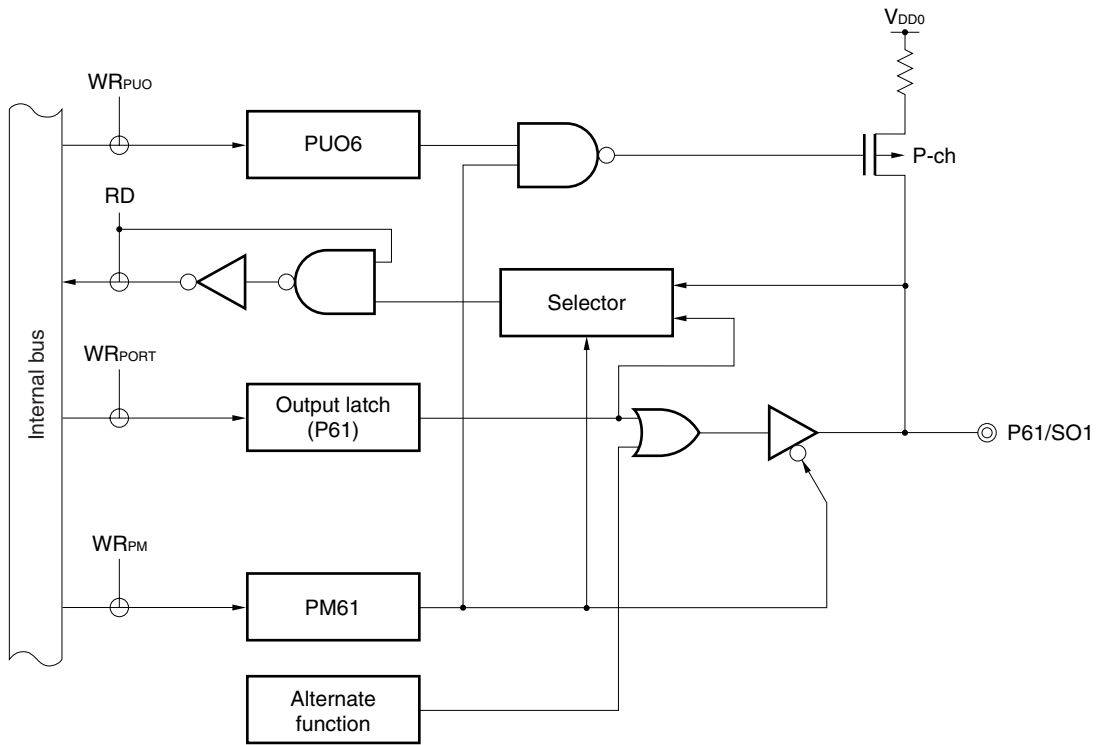 VDD0
WRPUO
PUO6
P-ch
RD
Selector
Internal bus
WRPORT
Output latch
(P61)
P61/SO1
WRPM
PM61
Alternate
function